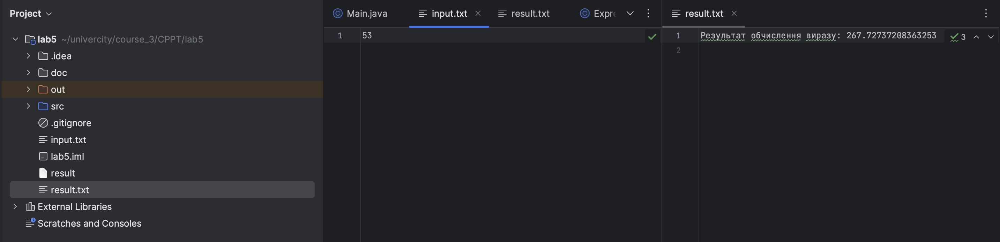 Project
lab5 ~/univercity/course_3/CPPT/lab5
.idea
doc
out
src
.gitignore
input.txt
lab5.iml
result
result.txt
External Libraries
Scratches and Consoles
Main.java input.txt result.txt Expre
1 53
result.txt
1 Результат обчислення виразу: 267.72737208363253 3
2